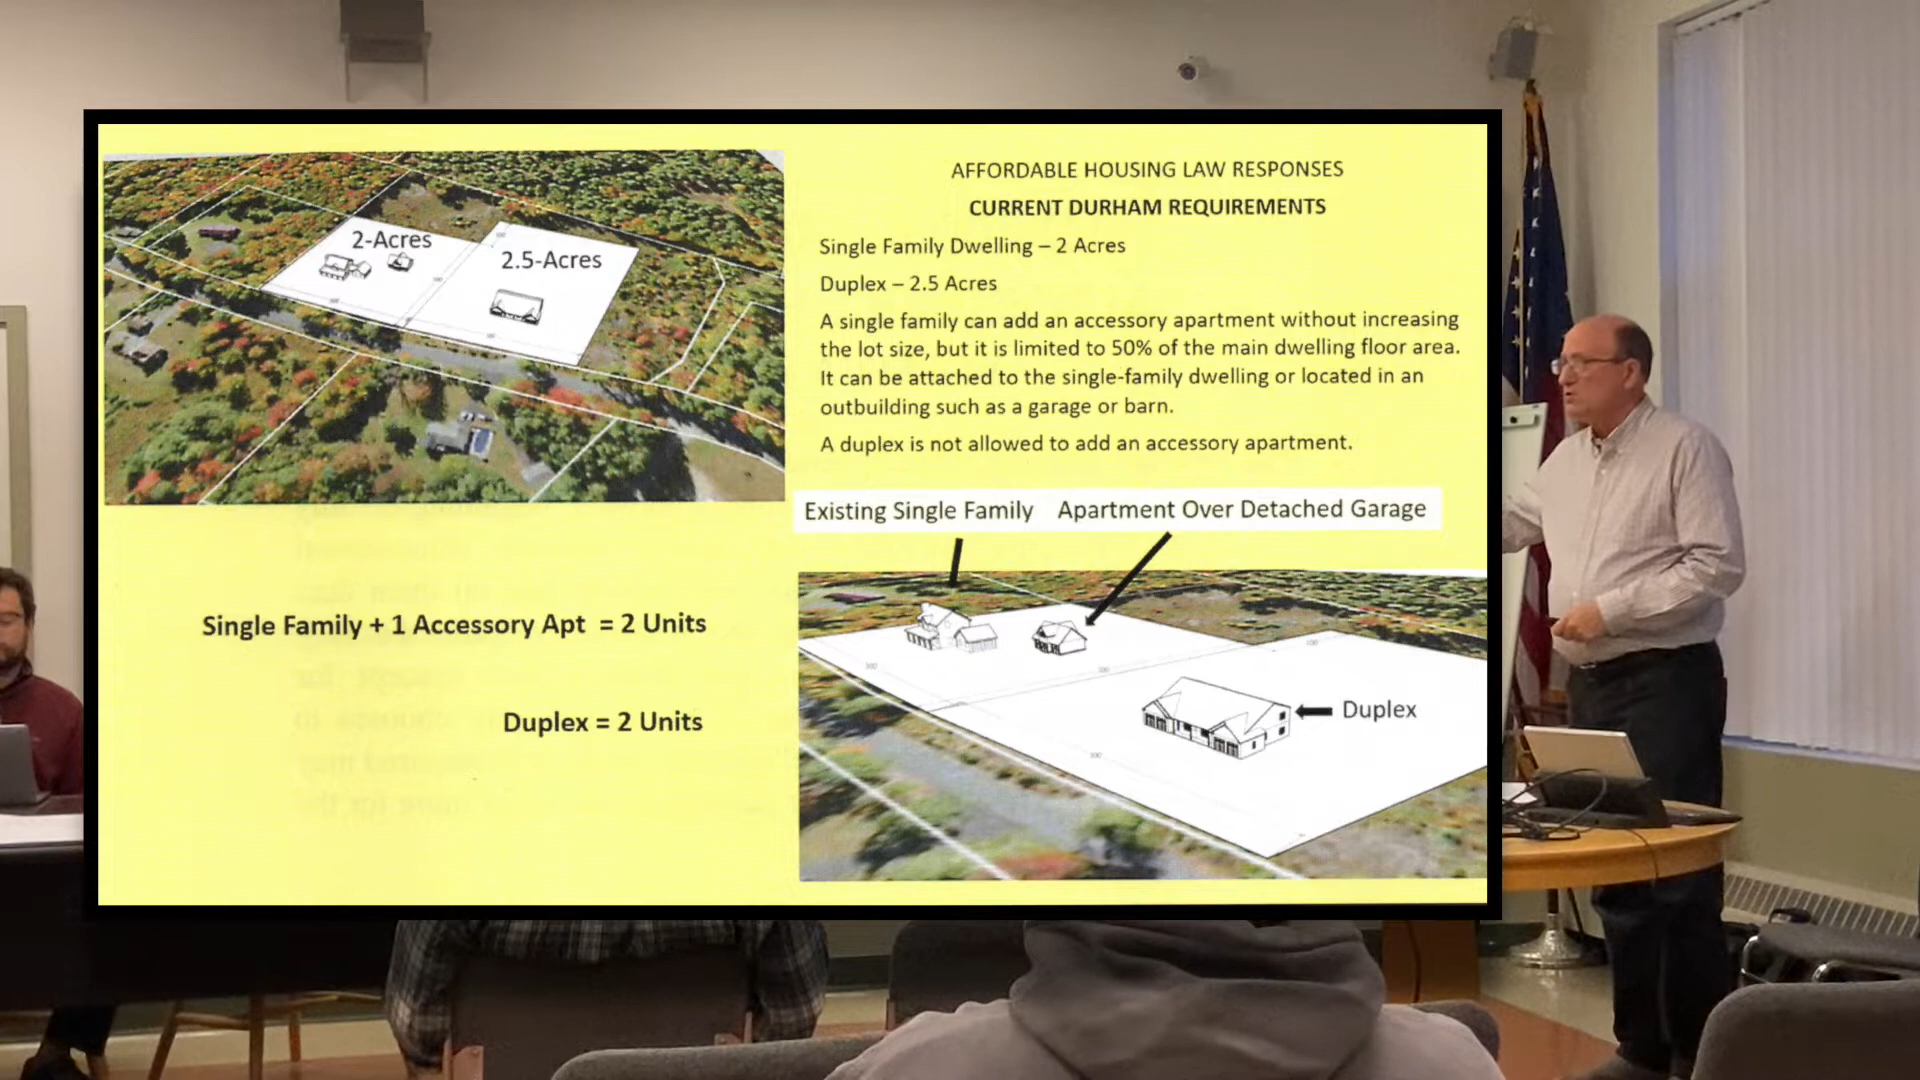 2-Acres
2.5-Acres
AFFORDABLE HOUSING LAW RESPONSES
CURRENT DURHAM REQUIREMENTS
Single Family Dwelling – 2 Acres
Duplex – 2.5 Acres
A single family can add an accessory apartment without increasing
the lot size, but it is limited to 50% of the main dwelling floor area.
It can be attached to the single-family dwelling or located in an
outbuilding such as a garage or barn.
A duplex is not allowed to add an accessory apartment.
Existing Single Family Apartment Over Detached Garage
Single Family + 1 Accessory Apt = 2 Units
Duplex = 2 Units
Duplex